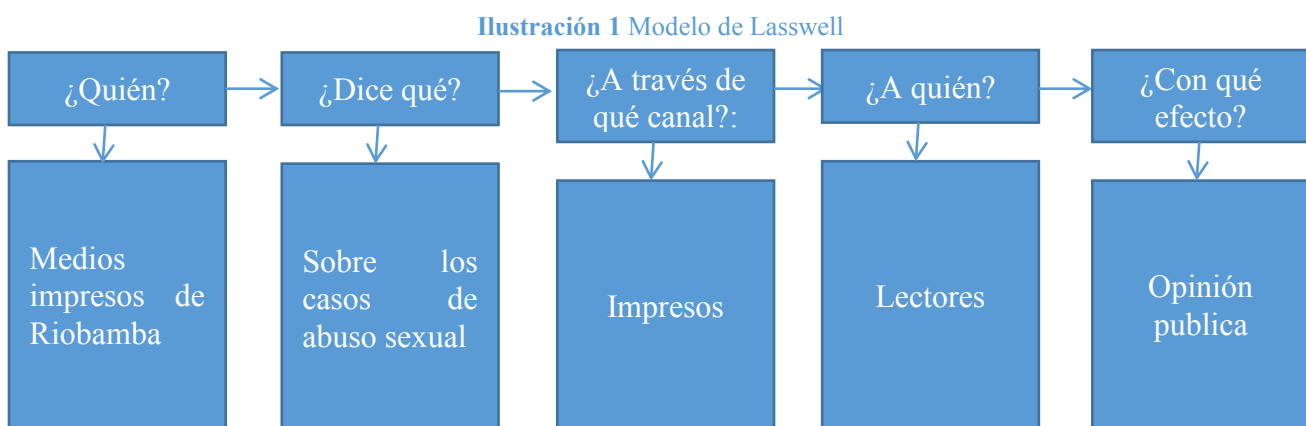 Ilustración 1 Modelo de Lasswell
¿Quién?
¿Dice qué?
¿A través de
qué canal?:
¿A quién?
¿Con qué
efecto?
Medios
impresos de
Riobamba
Sobre los
casos de
abuso sexual
Impresos
Lectores
Opinión
publica